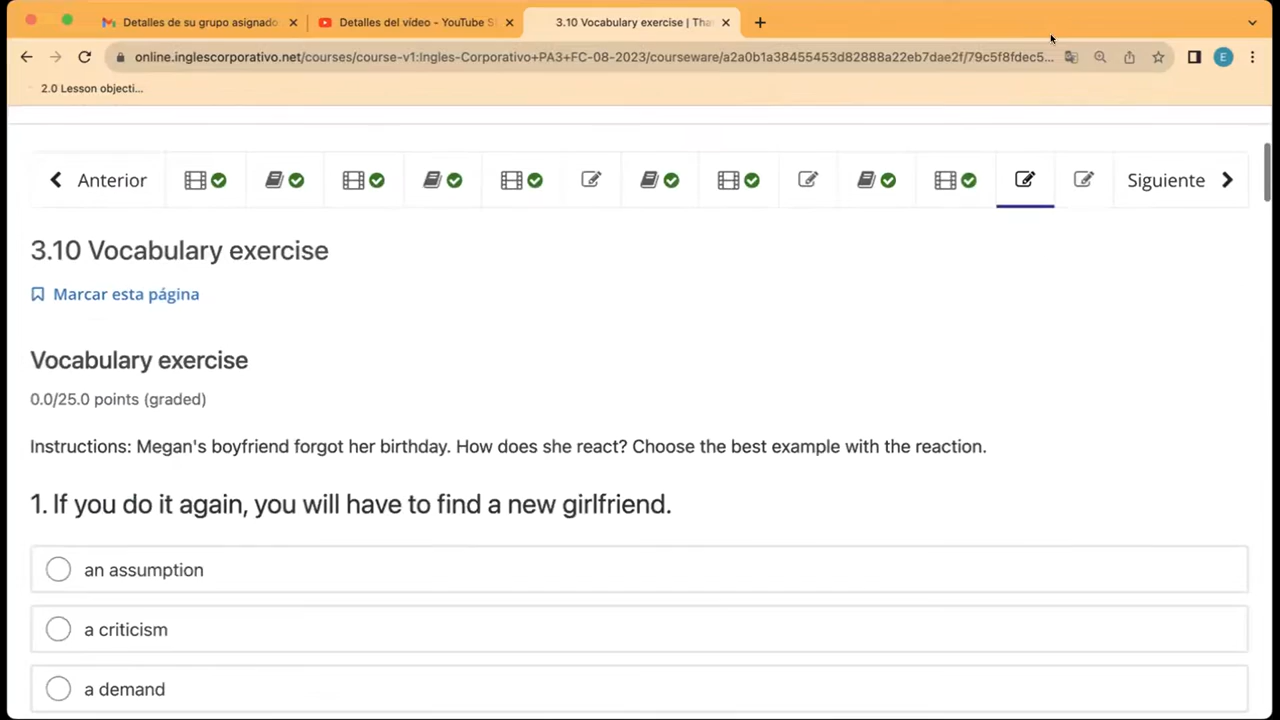 Detalles de su grupo asignado
Detalles del vídeo - YouTube S
3.10 Vocabulary exercise | Tha
online.inglescorporativo.net/courses/course-v1:Ingles-Corporativo+PA3+FC-08-2023/courseware/a2a0b1a38455453d82888a22eb7dae2f/79c5f8fdec5...
E
2.0 Lesson objecti...
Anterior
Siguiente
3.10 Vocabulary exercise
Marcar esta página
Vocabulary exercise
0.0/25.0 points (graded)
Instructions: Megan's boyfriend forgot her birthday. How does she react? Choose the best example with the reaction.
1. If you do it again, you will have to find a new girlfriend.
an assumption
a criticism
a demand